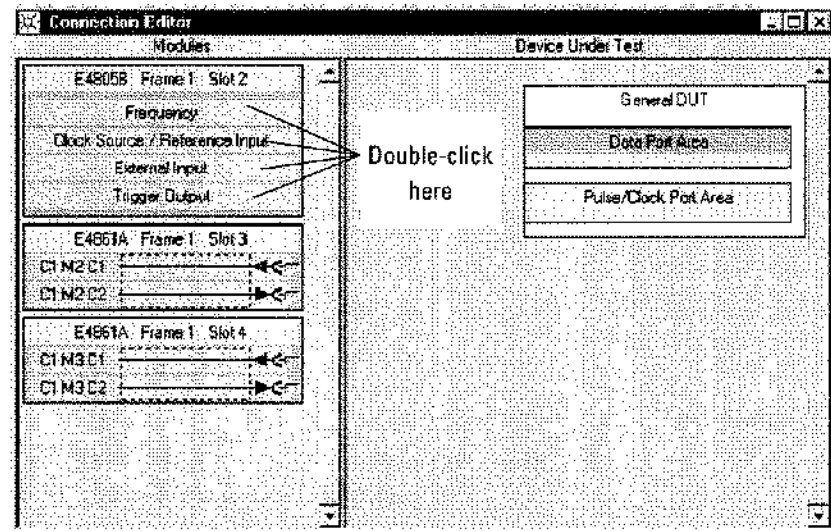 Connection Editor
Modules
Device Under Test
E4805B Frame 1 Slot 2
Frequency
Clock Source / Reference Input
External Input
Trigger Output
Double-click
here
General DUT
Data Port Area
Pulse/Clock Port Area
E4861A Frame 1 Slot 3
C1 M2 C1
C1 M2 C2
E4861A Frame 1 Slot 4
C1 M3 C1
C1 M3 C2